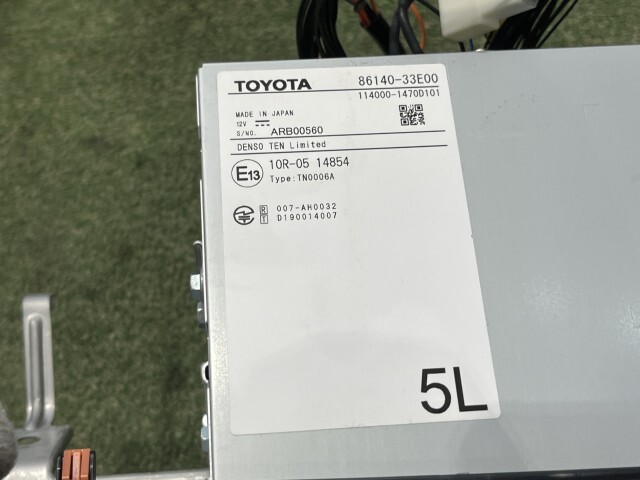 TOYOTA 86140-33E00
114000-1470D101
MADE IN JAPAN
12V
S/NO. ARB00560
DENSO TEN Limited
E13 10R-05 14854
Type:TN0006A
R 007-AH0032
T D190014007
5L